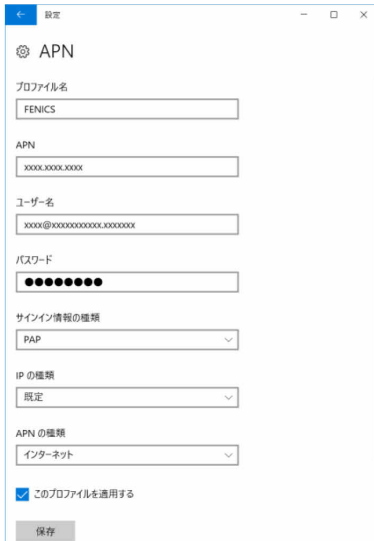 設定
APN
プロファイル名
FENICS
APN
xxxx.xxxx.xxxx
ユーザー名
xxxx@xxxxxxxxxxx.xxxxxxx
パスワード
●●●●●●●●
サインイン情報の種類
PAP
IP の種類
既定
APN の種類
インターネット
このプロファイルを適用する
保存